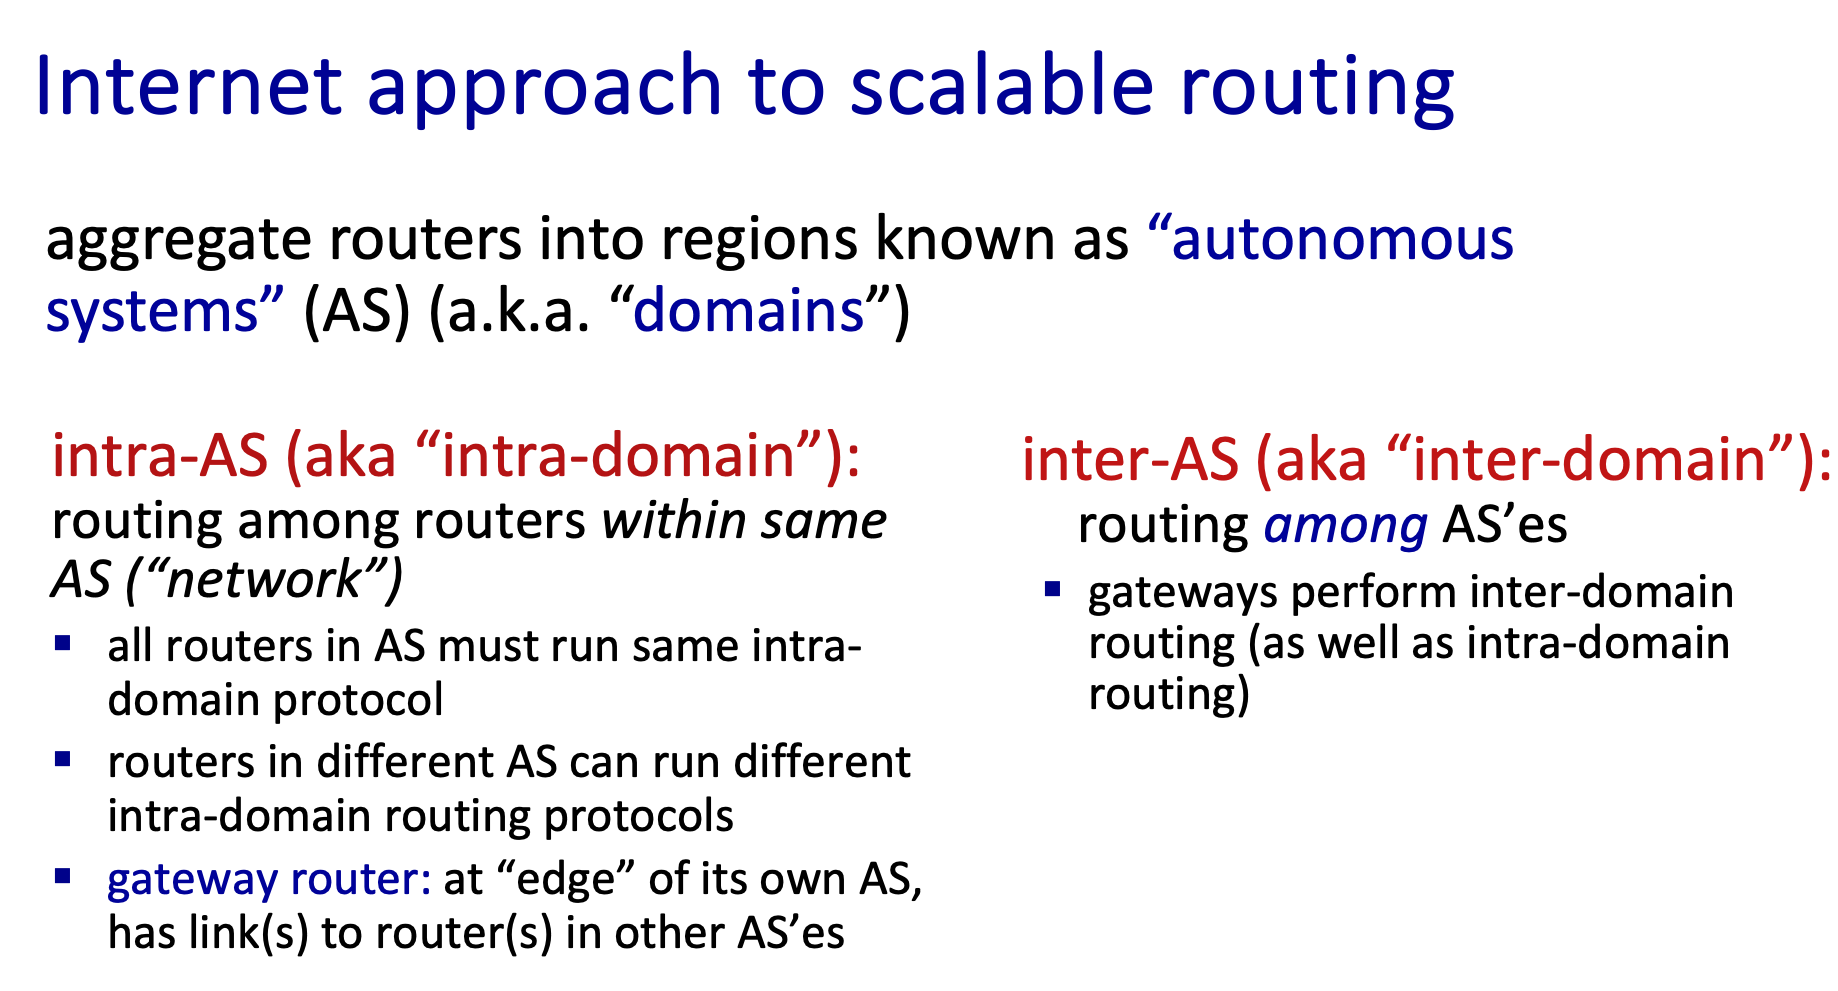 Internet approach to scalable routing
aggregate routers into regions known as “autonomous
systems” (AS) (a.k.a. “domains”)
intra-AS (aka “intra-domain”):
routing among routers within same
AS (“network”)
▪ all routers in AS must run same intra-
domain protocol
▪ routers in different AS can run different
intra-domain routing protocols
▪ gateway router: at “edge” of its own AS,
has link(s) to router(s) in other AS’es
inter-AS (aka “inter-domain”):
routing among AS’es
▪ gateways perform inter-domain
routing (as well as intra-domain
routing)